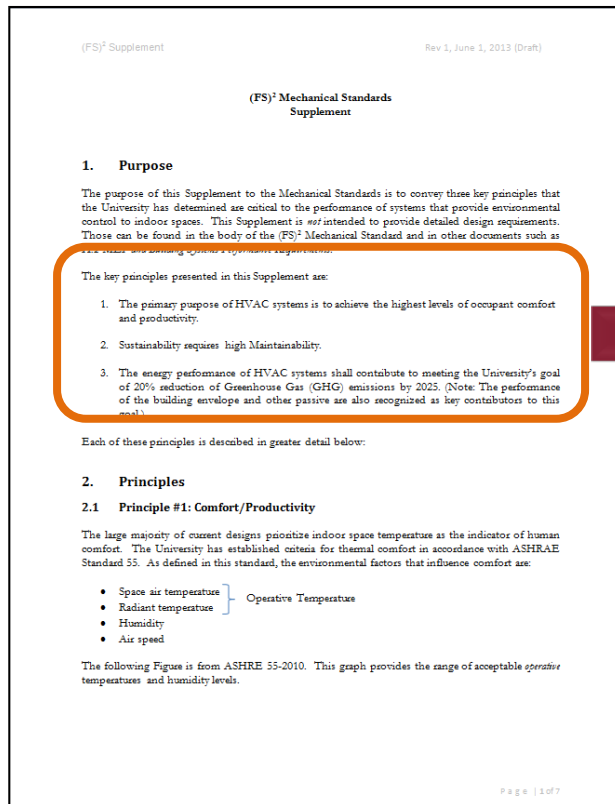 (FS)² Supplement
Rev 1, June 1, 2013 (Draft)
(FS)² Mechanical Standards
Supplement
1. Purpose
The purpose of this Supplement to the Mechanical Standards is to convey three key principles that
the University has determined are critical to the performance of systems that provide environmental
control to indoor spaces. This Supplement is not intended to provide detailed design requirements.
Those can be found in the body of the (FS)² Mechanical Standard and in other documents such as
and Building Systems Performance Requirements.
The key principles presented in this Supplement are:
1. The primary purpose of HVAC systems is to achieve the highest levels of occupant comfort
and productivity.
2. Sustainability requires high Maintainability.
3. The energy performance of HVAC systems shall contribute to meeting the University's goal
of 20% reduction of Greenhouse Gas (GHG) emissions by 2025. (Note: The performance
of the building envelope and other passive are also recognized as key contributors to this
goal.)
Each of these principles is described in greater detail below:
2. Principles
2.1 Principle #1: Comfort/Productivity
The large majority of current designs prioritize indoor space temperature as the indicator of human
comfort. The University has established criteria for thermal comfort in accordance with ASHRAE
Standard 55. As defined in this standard, the environmental factors that influence comfort are:
• Space air temperature
• Radiant temperature
Operative Temperature
• Humidity
• Air speed
The following Figure is from ASHRE 55-2010. This graph provides the range of acceptable operative
temperatures and humidity levels.
Page | 1 of 7